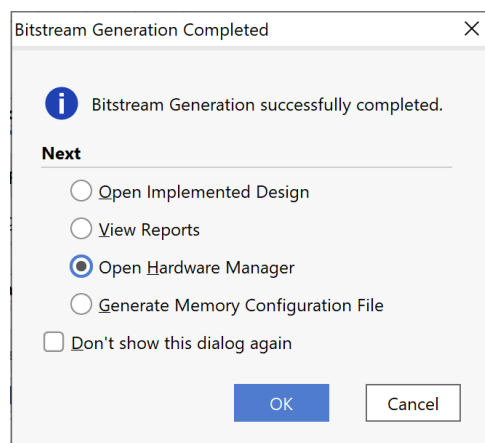 Bitstream Generation Completed
Bitstream Generation successfully completed.
Next
Open Implemented Design
View Reports
Open Hardware Manager
Generate Memory Configuration File
Don't show this dialog again
OK
Cancel